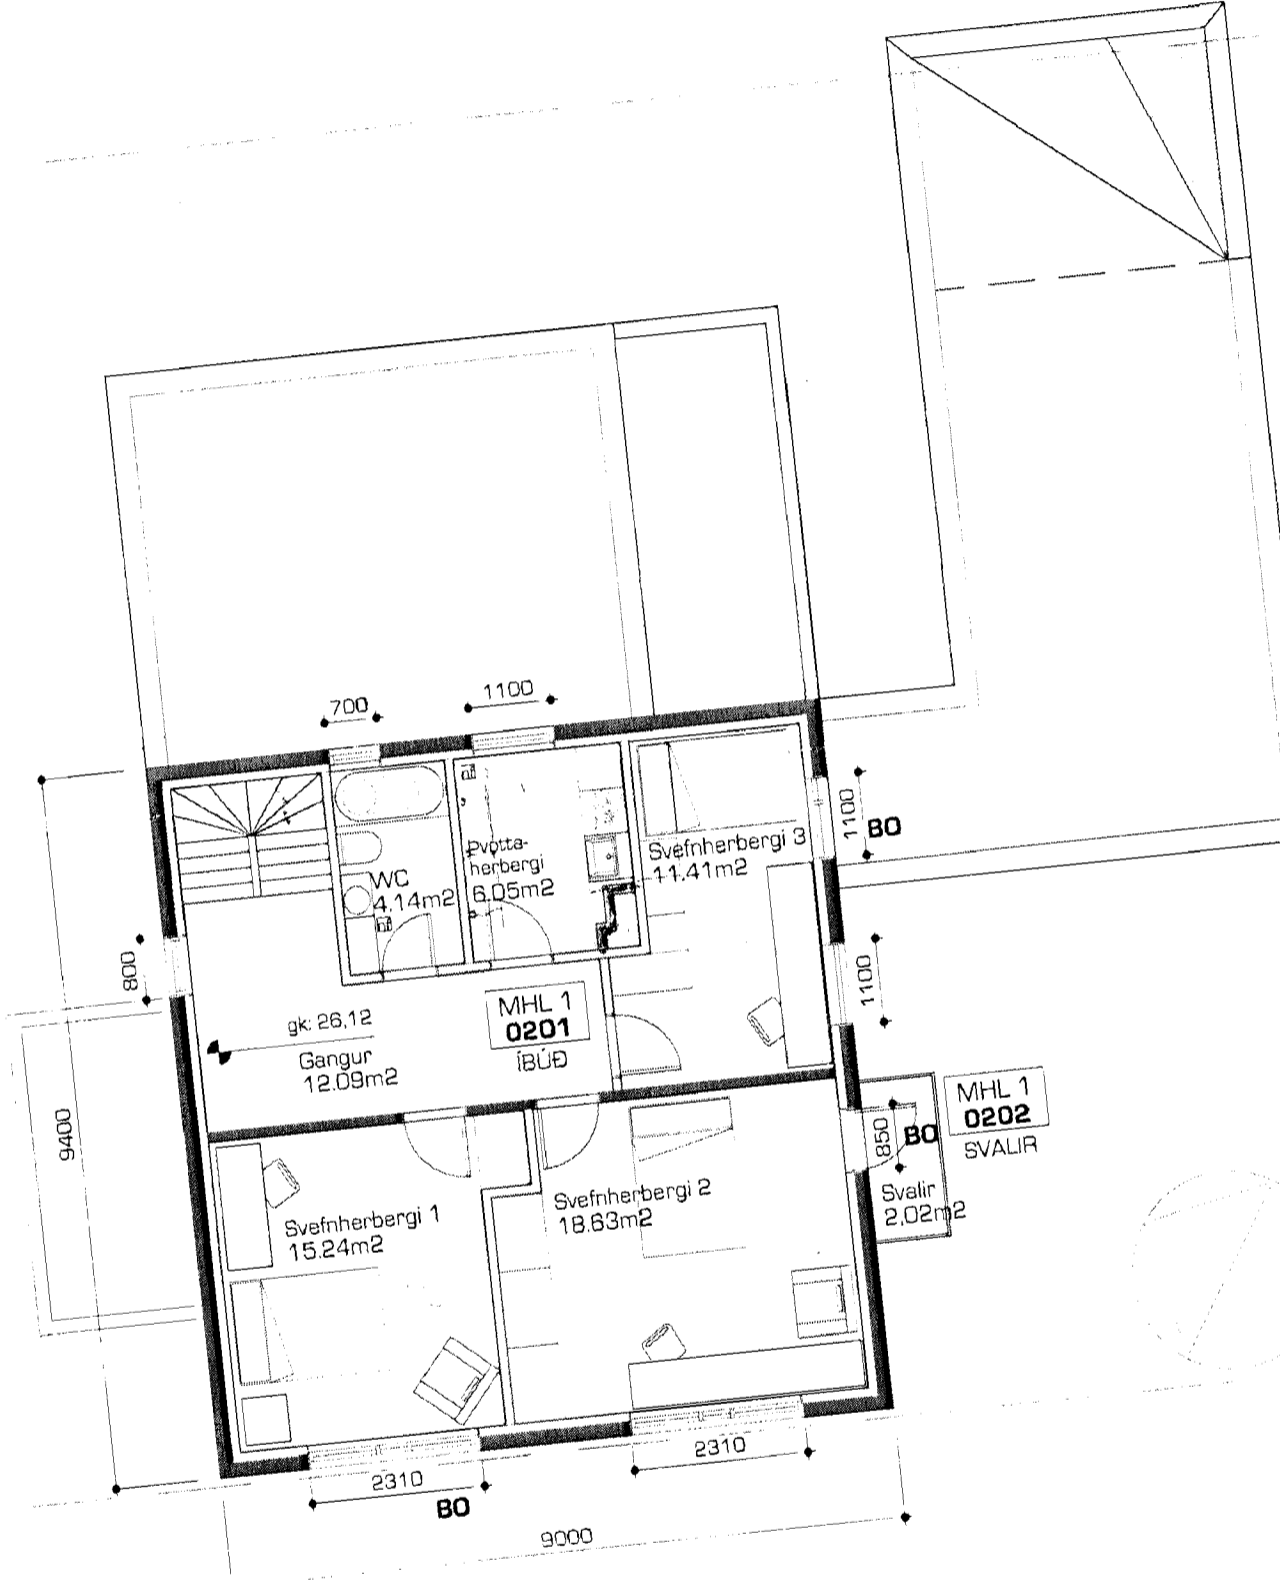 700
1100
1100
BO
Þvotta-
herbergi
6.05m2
Svefnherbergi 3
11.41m2
WC
4.14m2
800
1100
MHL 1
0201
ÍBÚÐ
gk: 26,12
Gangur
12.09m2
9400
MHL 1
0202
SVALIR
850
BO
Svalir
2,02m2
Svefnherbergi 2
18.63m2
Svefnherbergi 1
15.24m2
2310
2310
BO
9000